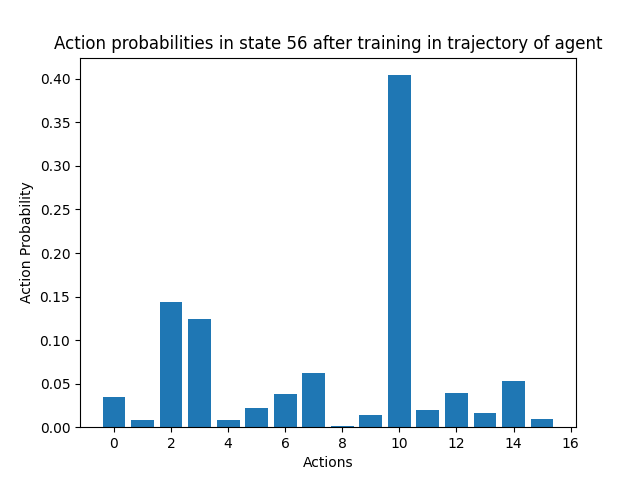 Action probabilities in state 56 after training in trajectory of agent
0.40
0.35
0.30
0.25
0.20
0.15
0.10
0.05
0.00
Action Probability
0 2 4 6 8 10 12 14 16
Actions